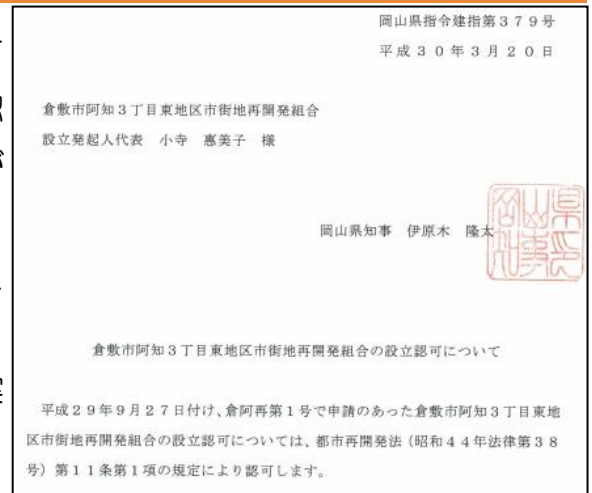 岡山県指令建指第３７９号
平成３０年３月２０日
倉敷市阿知３丁目東地区市街地再開発組合
設立発起人代表　小寺　惠美子　様
岡山県知事　伊原木　隆太
倉敷市阿知３丁目東地区市街地再開発組合の設立認可について
平成２９年９月２７日付け、倉阿再第１号で申請のあった倉敷市阿知３丁目東地
区市街地再開発組合の設立認可については、都市再開発法（昭和４４年法律第３８
号）第１１条第１項の規定により認可します。